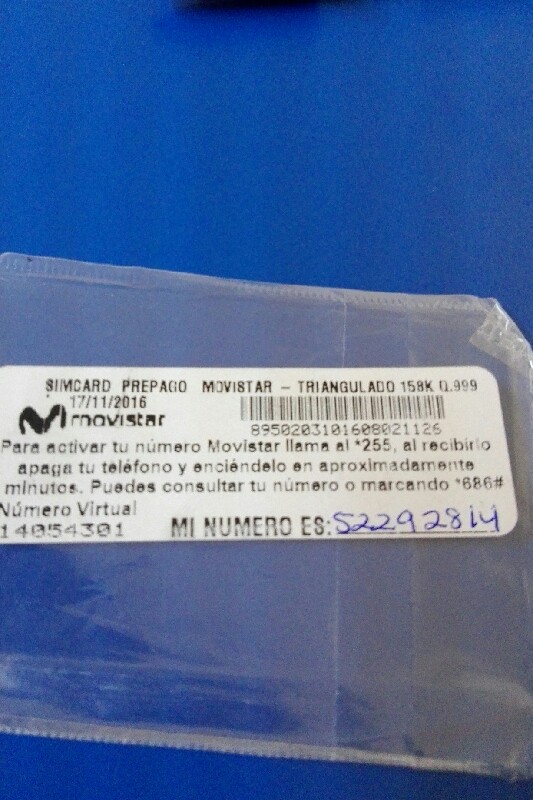 SIMCARD PREPAGO MOVISTAR - TRIANGULADO 158K Q.999
17/11/2016
movistar
8950203101608021126
Para activar tu número Movistar llama al *255, al recibirlo
apaga tu teléfono y enciéndelo en aproximadamente
minutos. Puedes consultar tu número o marcando *686#
Número Virtual
14054301 MI NUMERO ES: 52292814